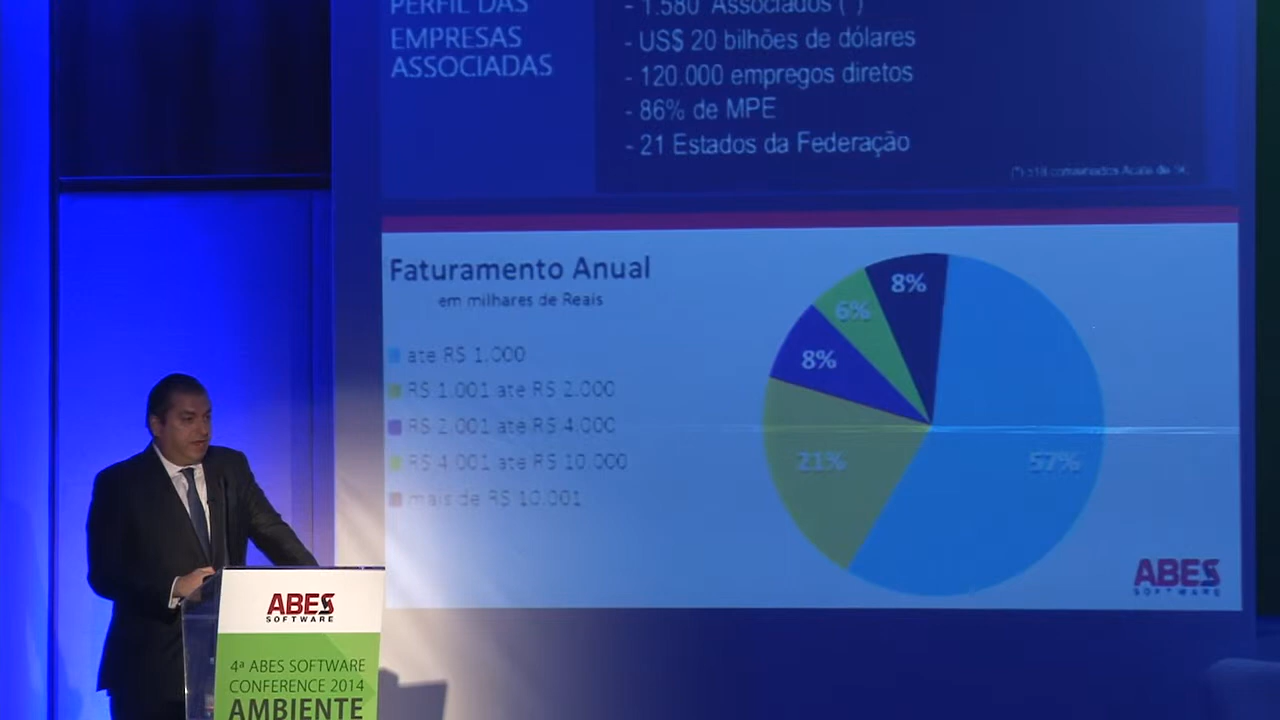 PERFIL DAS
EMPRESAS
ASSOCIADAS
- 1.580 Associados (*)
- US$ 20 bilhões de dólares
- 120.000 empregos diretos
- 86% de MPE
- 21 Estados da Federação
Faturamento Anual
em milhares de Reais
até R$ 1.000
R$ 1.001 até R$ 2.000
R$ 2.001 até R$ 4.000
R$ 4.001 até R$ 10.000
mais de R$ 10.001
8%
6%
8%
21%
57%
ABES
SOFTWARE
ABES
SOFTWARE
4ª ABES SOFTWARE
CONFERENCE 2014
AMBIENTE